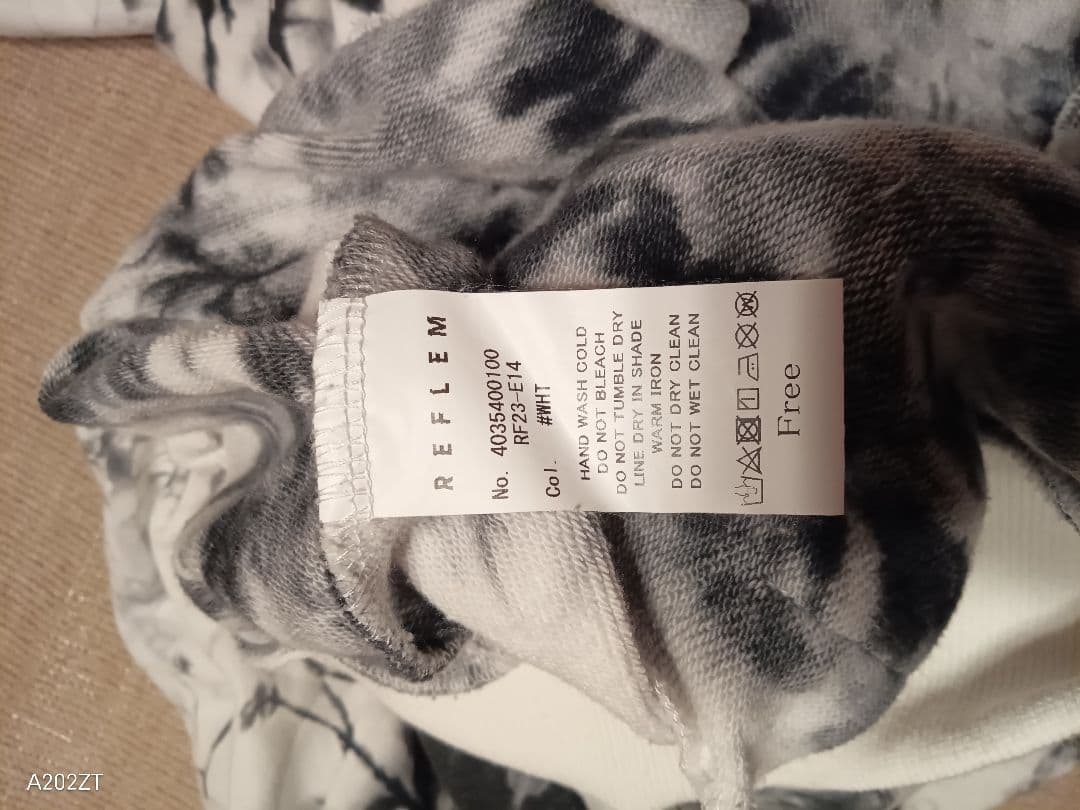 R E F L E M
No. 4035400100
RF23-E14
Col. #WHT
HAND WASH COLD
DO NOT BLEACH
DO NOT TUMBLE DRY
LINE DRY IN SHADE
WARM IRON
DO NOT DRY CLEAN
DO NOT WET CLEAN
Free
A202ZT